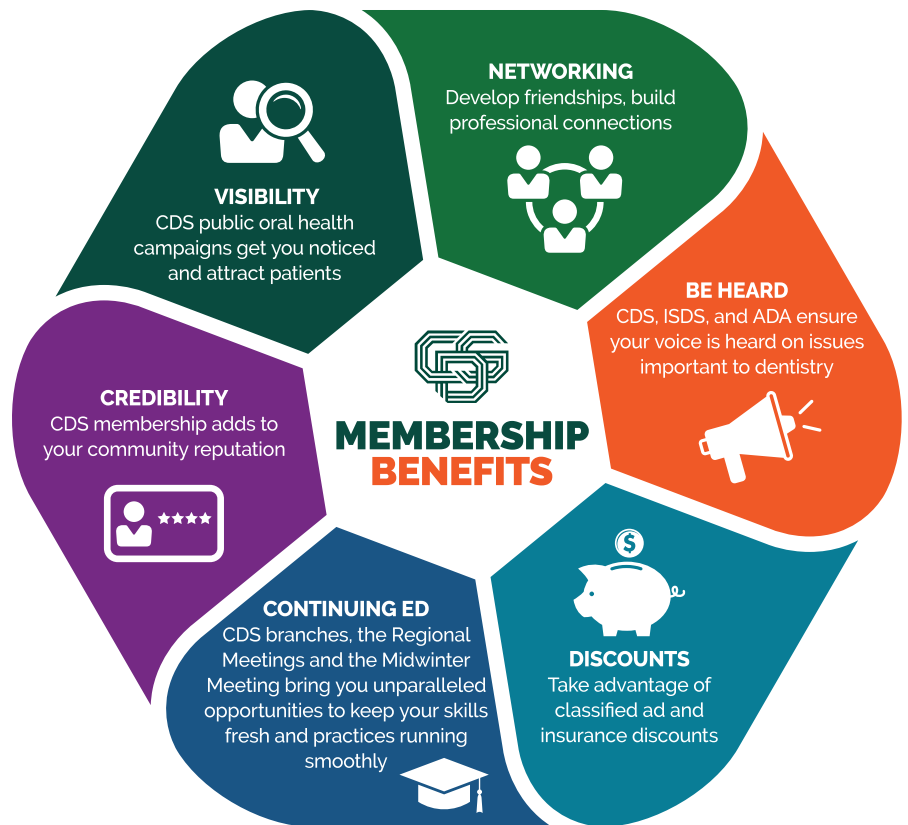 NETWORKING
Develop friendships, build
professional connections
BE HEARD
CDS, ISDS, and ADA ensure
your voice is heard on issues
important to dentistry
$
DISCOUNTS
Take advantage of
classified ad and
insurance discounts
CONTINUING ED
CDS branches, the Regional
Meetings and the Midwinter
Meeting bring you unparalleled
opportunities to keep your skills
fresh and practices running
smoothly
CREDIBILITY
CDS membership adds to
your community reputation
VISIBILITY
CDS public oral health
campaigns get you noticed
and attract patients
CDS
MEMBERSHIP
BENEFITS